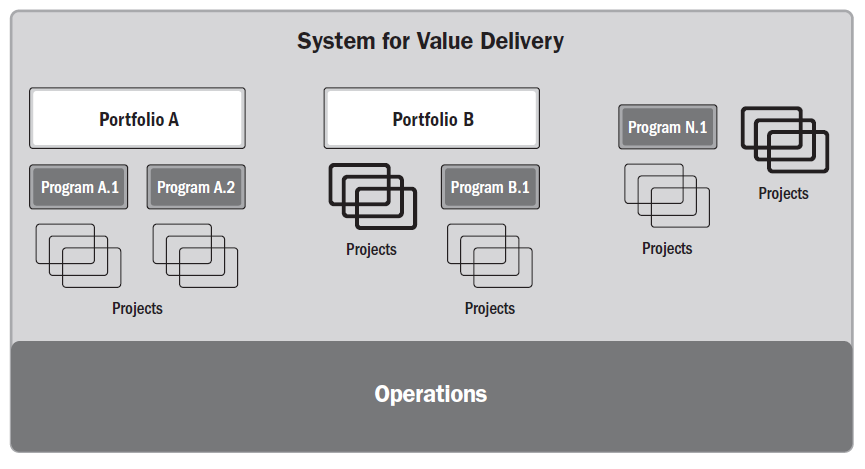 System for Value Delivery
Portfolio A
Portfolio B
Program N.1
Program A.1
Program A.2
Program B.1
Projects
Projects
Projects
Projects
Projects
Operations